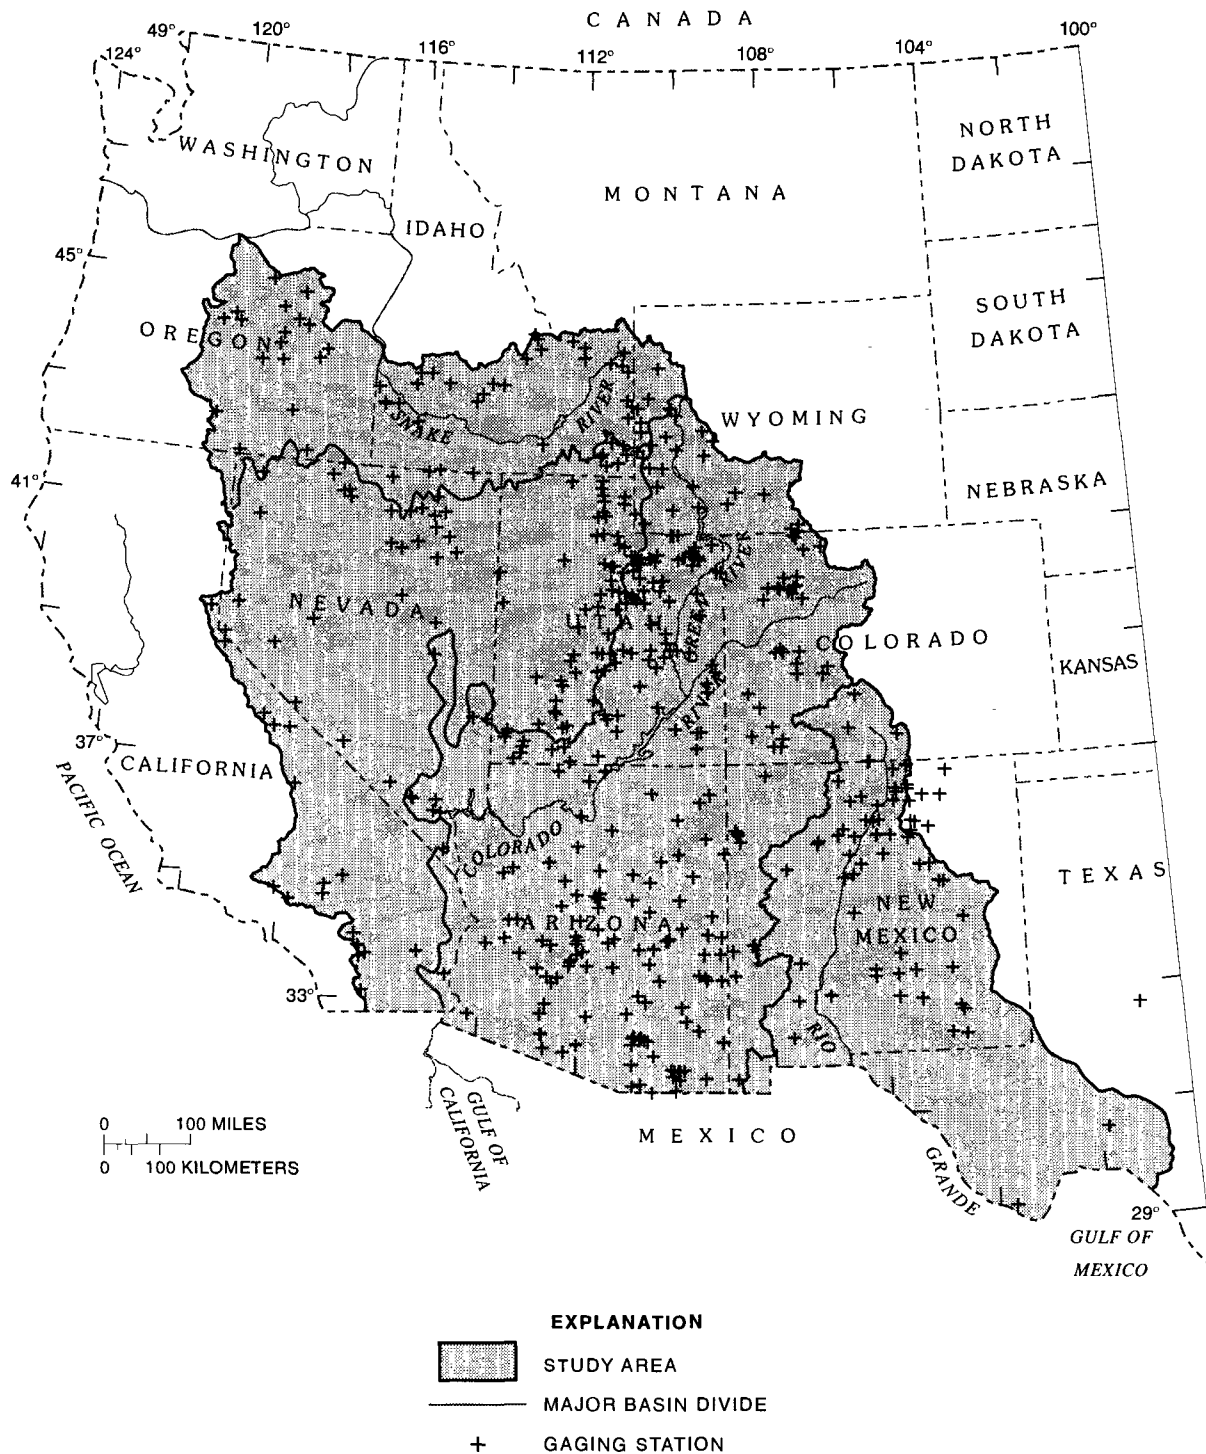 CANADA
49°
120°
124°
116°
112°
108°
104°
100°
WASHINGTON
NORTH
DAKOTA
MONTANA
IDAHO
45°
SOUTH
DAKOTA
OREGON
WYOMING
SNAKE
RIVER
41°
NEBRASKA
NEVADA
GREEN
RIVER
COLORADO
KANSAS
RIVER
37°
CALIFORNIA
PACIFIC OCEAN
COLORADO
TEXAS
ARIZONA
NEW
MEXICO
33°
RIO
GRANDE
GULF OF
CALIFORNIA
MEXICO
0 100 MILES
0 100 KILOMETERS
29°
GULF OF
MEXICO
EXPLANATION
STUDY AREA
MAJOR BASIN DIVIDE
+ GAGING STATION